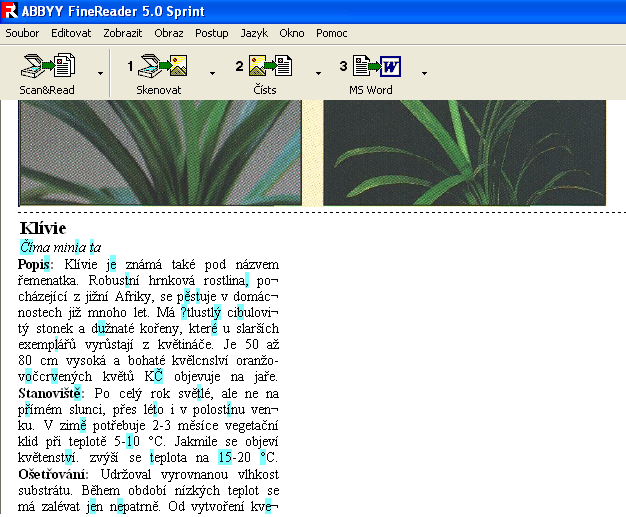 ABBYY FineReader 5.0 Sprint
Soubor Editovat Zobrazit Obraz Postup Jazyk Okno Pomoc
1 2 3
Scan&Read Skenovat Čísts MS Word
Klívie
Číma minia ta
Popis: Klívie je známá také pod názvem
řemenatka. Robustní hrnková rostlina, po¬
cházející z jižní Afriky, se pěstuje v domác¬
nostech již mnoho let. Má ?tlustlý cibulovi¬
tý stonek a dužnaté kořeny, které u slarších
exemplářů vyrůstají z květináče. Je 50 až
80 cm vysoká a bohaté kvělcnslví oranžo-
vočcrvených květů KČ objevuje na jaře.
Stanoviště: Po celý rok světlé, ale ne na
přímém slunci, přes léto i v polostínu ven¬
ku. V zimě potřebuje 2-3 měsíce vegetační
klid při teplotě 5-10 °C. Jakmile se objeví
květenství. zvýší se teplota na 15-20 °C.
Ošetřování: Udržoval vyrovnanou vlhkost
substrátu. Během období nízkých teplot se
má zalévat jen nepatrně. Od vytvoření kve¬